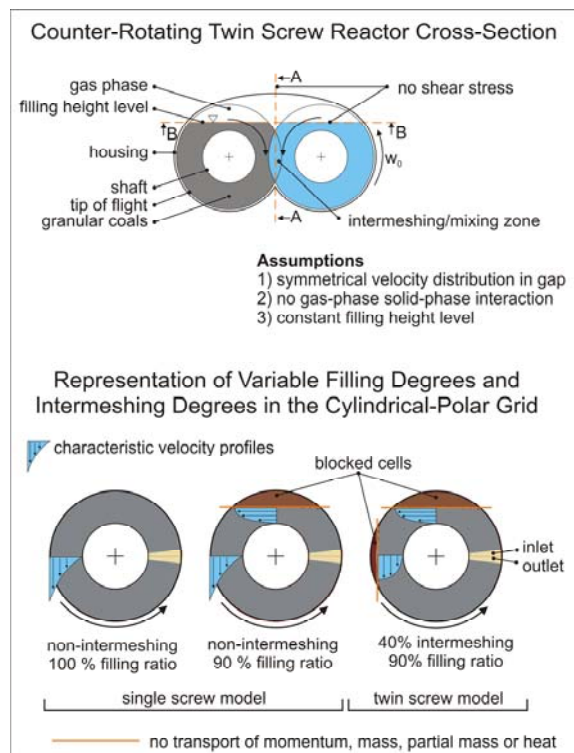 Counter-Rotating Twin Screw Reactor Cross-Section
gas phase
filling height level
housing
shaft
tip of flight
granular coals
A
no shear stress
B
B
w₀
A
intermeshing/mixing zone
Assumptions
1) symmetrical velocity distribution in gap
2) no gas-phase solid-phase interaction
3) constant filling height level
Representation of Variable Filling Degrees and
Intermeshing Degrees in the Cylindrical-Polar Grid
characteristic velocity profiles
blocked cells
inlet
outlet
non-intermeshing
100 % filling ratio
non-intermeshing
90 % filling ratio
40% intermeshing
90% filling ratio
single screw model
twin screw model
no transport of momentum, mass, partial mass or heat